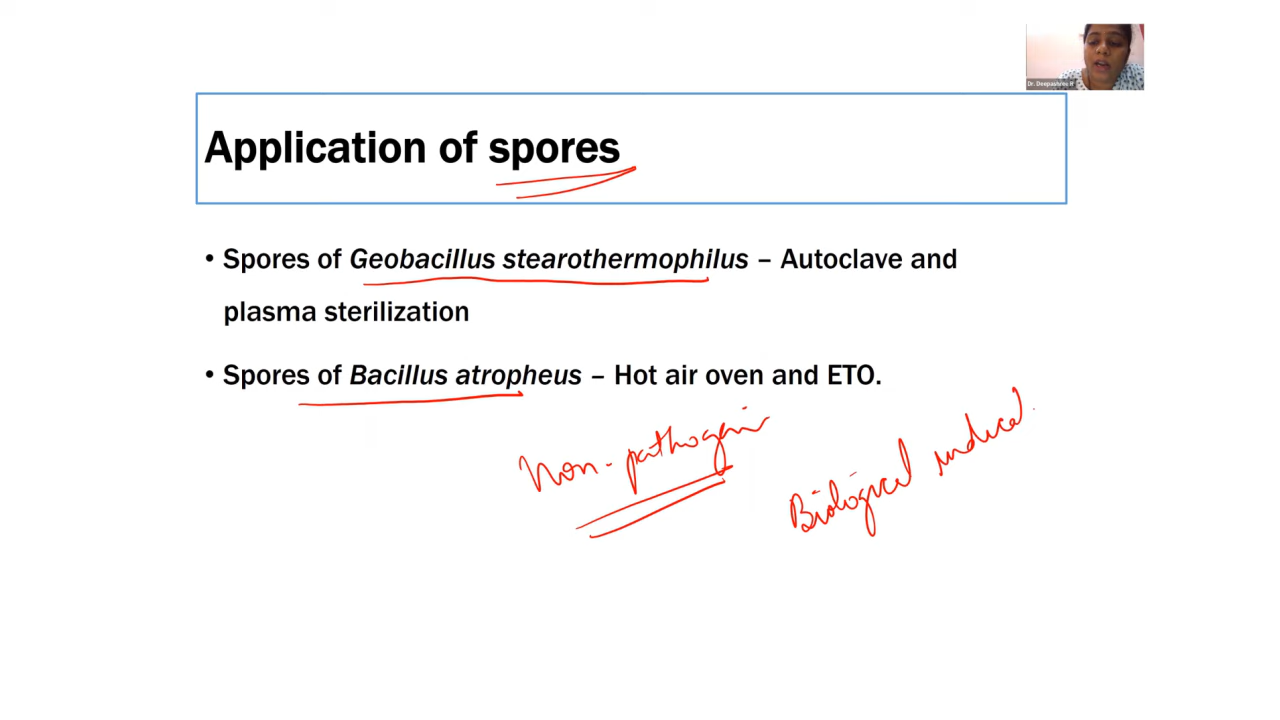 Application of spores
• Spores of Geobacillus stearothermophilus – Autoclave and
plasma sterilization
• Spores of Bacillus atropheus – Hot air oven and ETO.
Non-pathogenic
Biological indicat